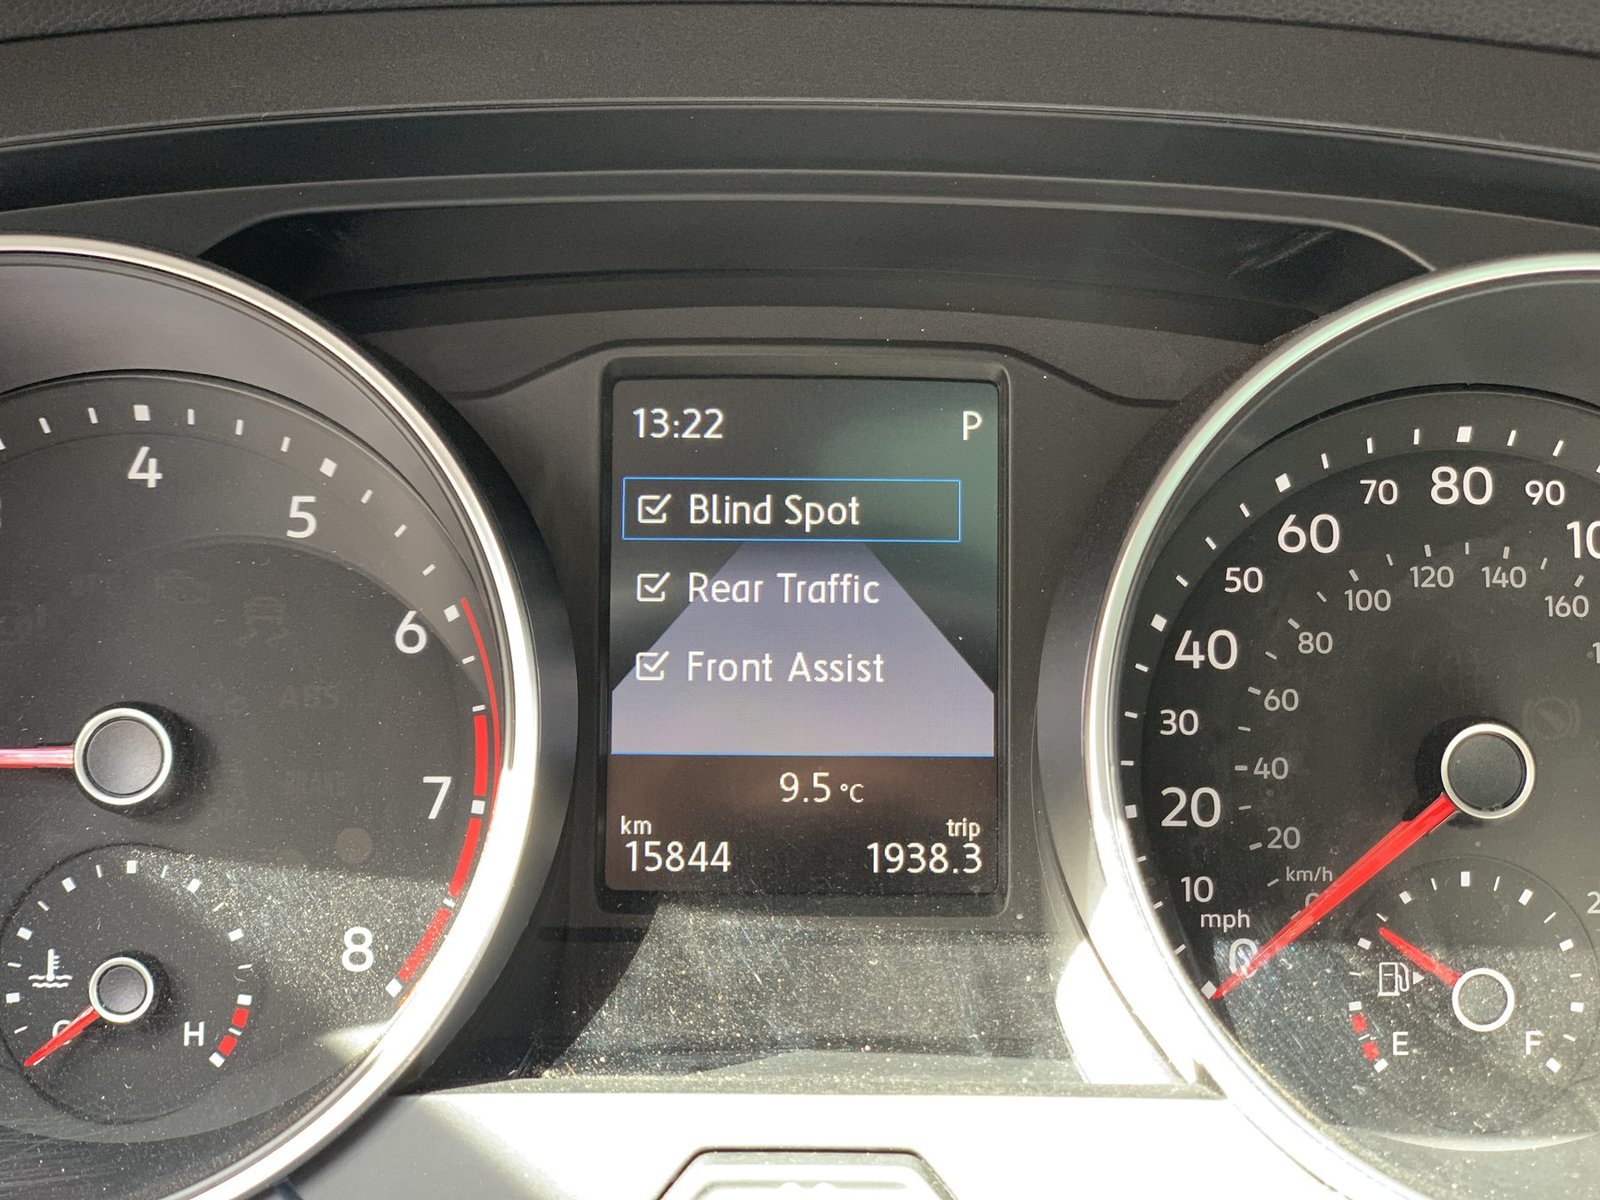 13:22 P
Blind Spot
Rear Traffic
Front Assist
9.5 °C
km trip
15844 1938.3
4
5
6
7
8
H
0
10
20
30
40
50
60
70
80
90
mph
km/h
20
40
60
80
100
120
140
160
E F